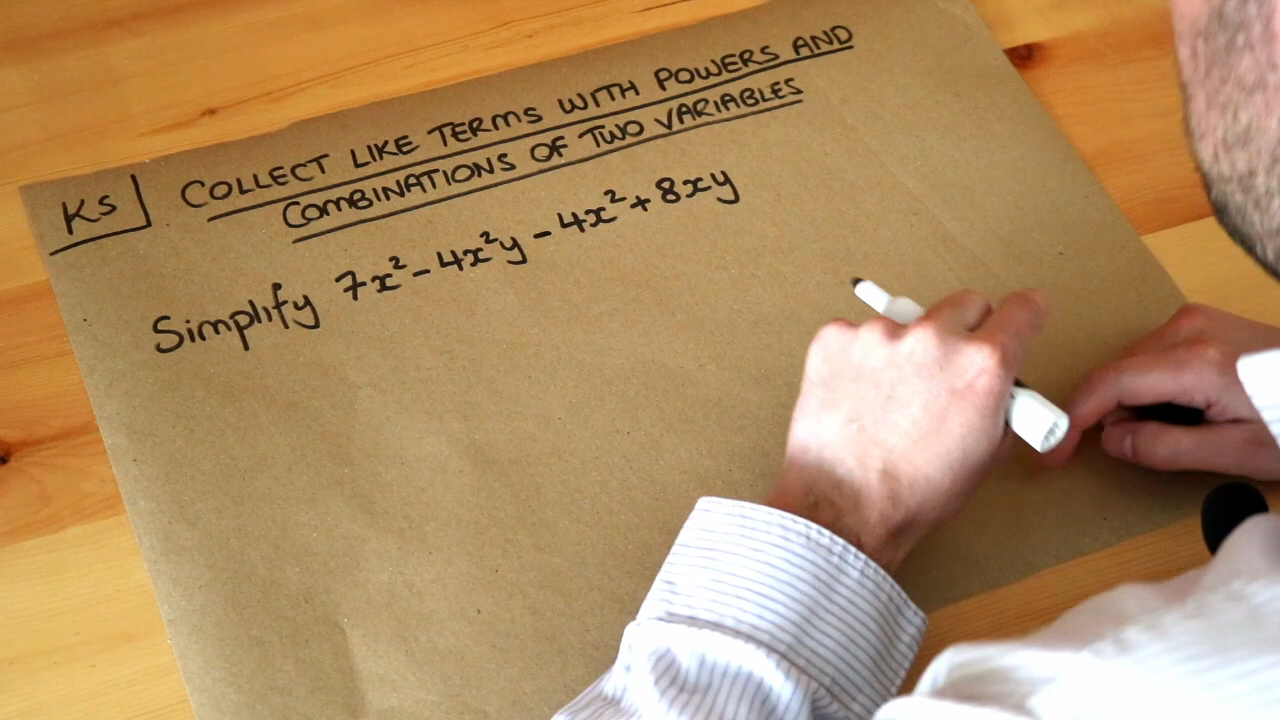 KS
COLLECT LIKE TERMS WITH POWERS AND
COMBINATIONS OF TWO VARIABLES
Simplify 7x² - 4x²y - 4x² + 8xy